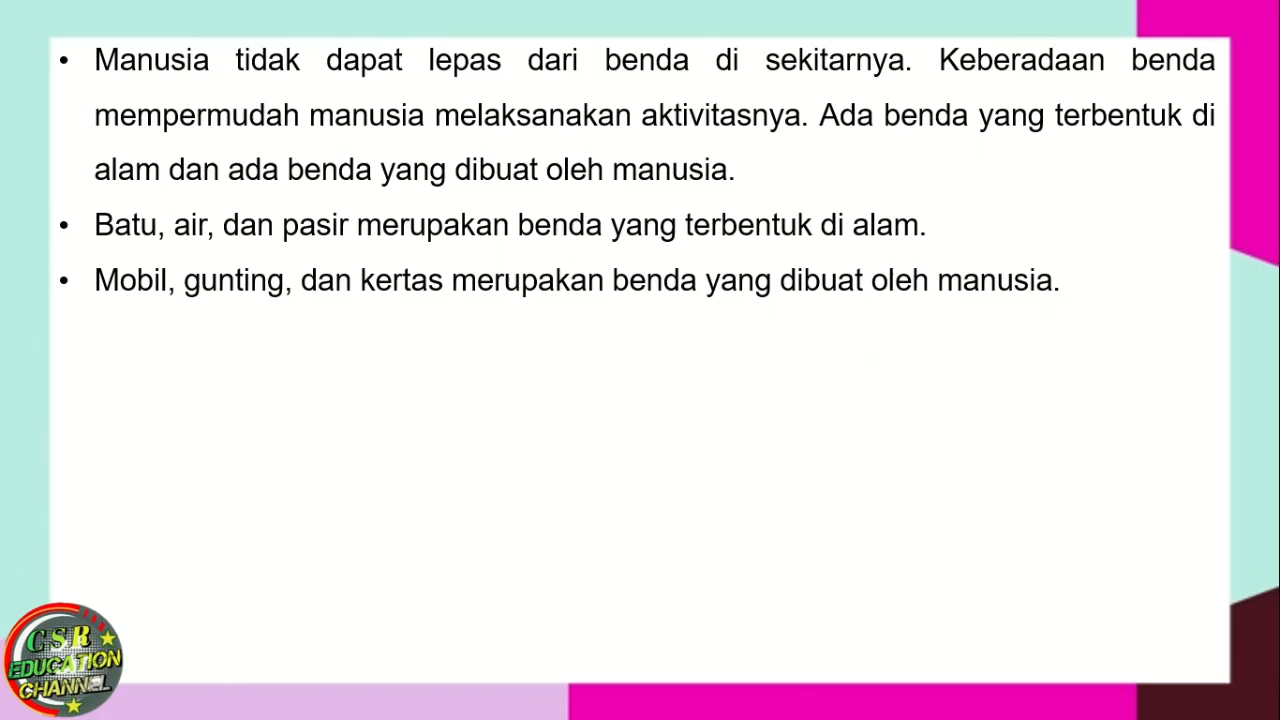 • Manusia tidak dapat lepas dari benda di sekitarnya. Keberadaan benda
mempermudah manusia melaksanakan aktivitasnya. Ada benda yang terbentuk di
alam dan ada benda yang dibuat oleh manusia.
• Batu, air, dan pasir merupakan benda yang terbentuk di alam.
• Mobil, gunting, dan kertas merupakan benda yang dibuat oleh manusia.
CSR
EDUCATION
CHANNEL